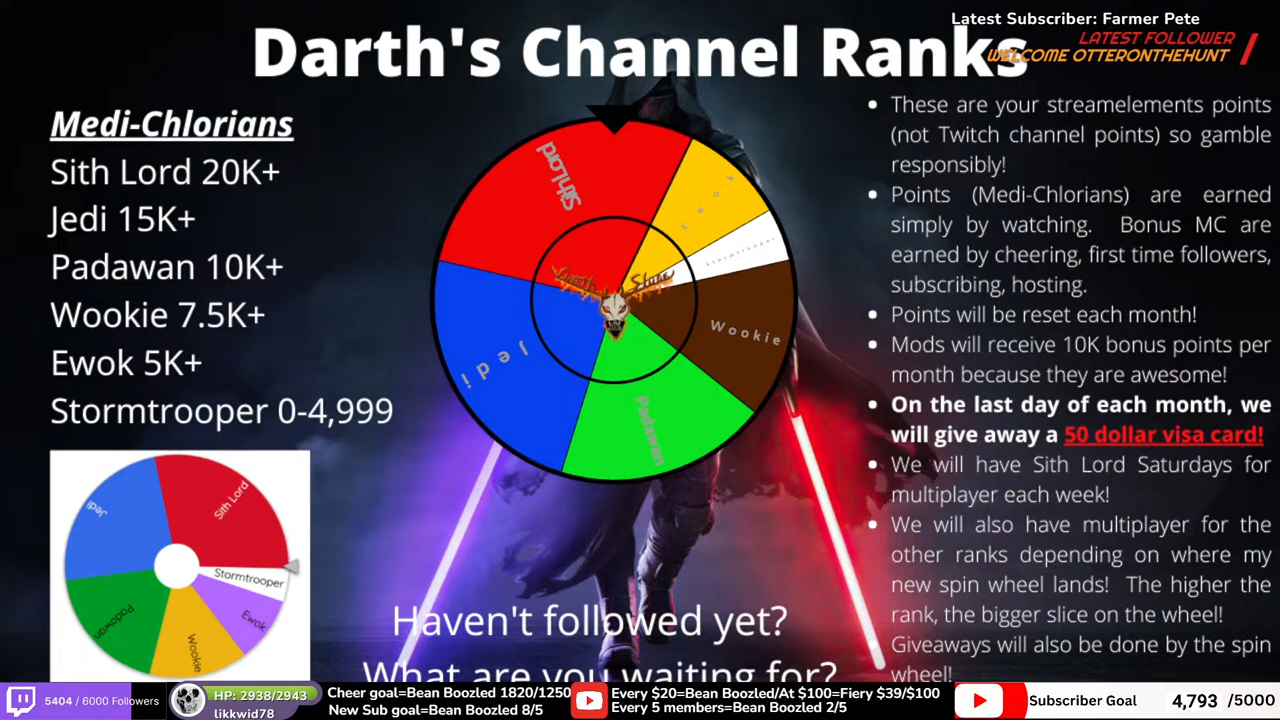 Latest Subscriber: Farmer Pete
LATEST FOLLOWER
WELCOME OTTERONTHEHUNT
Darth's Channel Ranks
Medi-Chlorians
Sith Lord 20K+
Jedi 15K+
Padawan 10K+
Wookie 7.5K+
Ewok 5K+
Stormtrooper 0-4,999
Sith Lord
Stormtrooper
Wookie
Padawan
Jedi
Sith Lord
Stormtrooper
Ewok
Wookie
Padawan
Jedi
These are your streamelements points
(not Twitch channel points) so gamble
responsibly!
Points (Medi-Chlorians) are earned
simply by watching. Bonus MC are
earned by cheering, first time followers,
subscribing, hosting.
Points will be reset each month!
Mods will receive 10K bonus points per
month because they are awesome!
On the last day of each month, we
will give away a 50 dollar visa card!
We will have Sith Lord Saturdays for
multiplayer each week!
We will also have multiplayer for the
other ranks depending on where my
new spin wheel lands! The higher the
rank, the bigger slice on the wheel!
Giveaways will also be done by the spin
wheel!
Haven't followed yet?
What are you waiting for?
5404 / 6000 Followers
HP: 2938/2943
likkwid78
Cheer goal=Bean Boozled 1820/1250
New Sub goal=Bean Boozled 8/5
Every $20=Bean Boozled/At $100=Fiery $39/$100
Every 5 members=Bean Boozled 2/5
Subscriber Goal
4,793 /5000